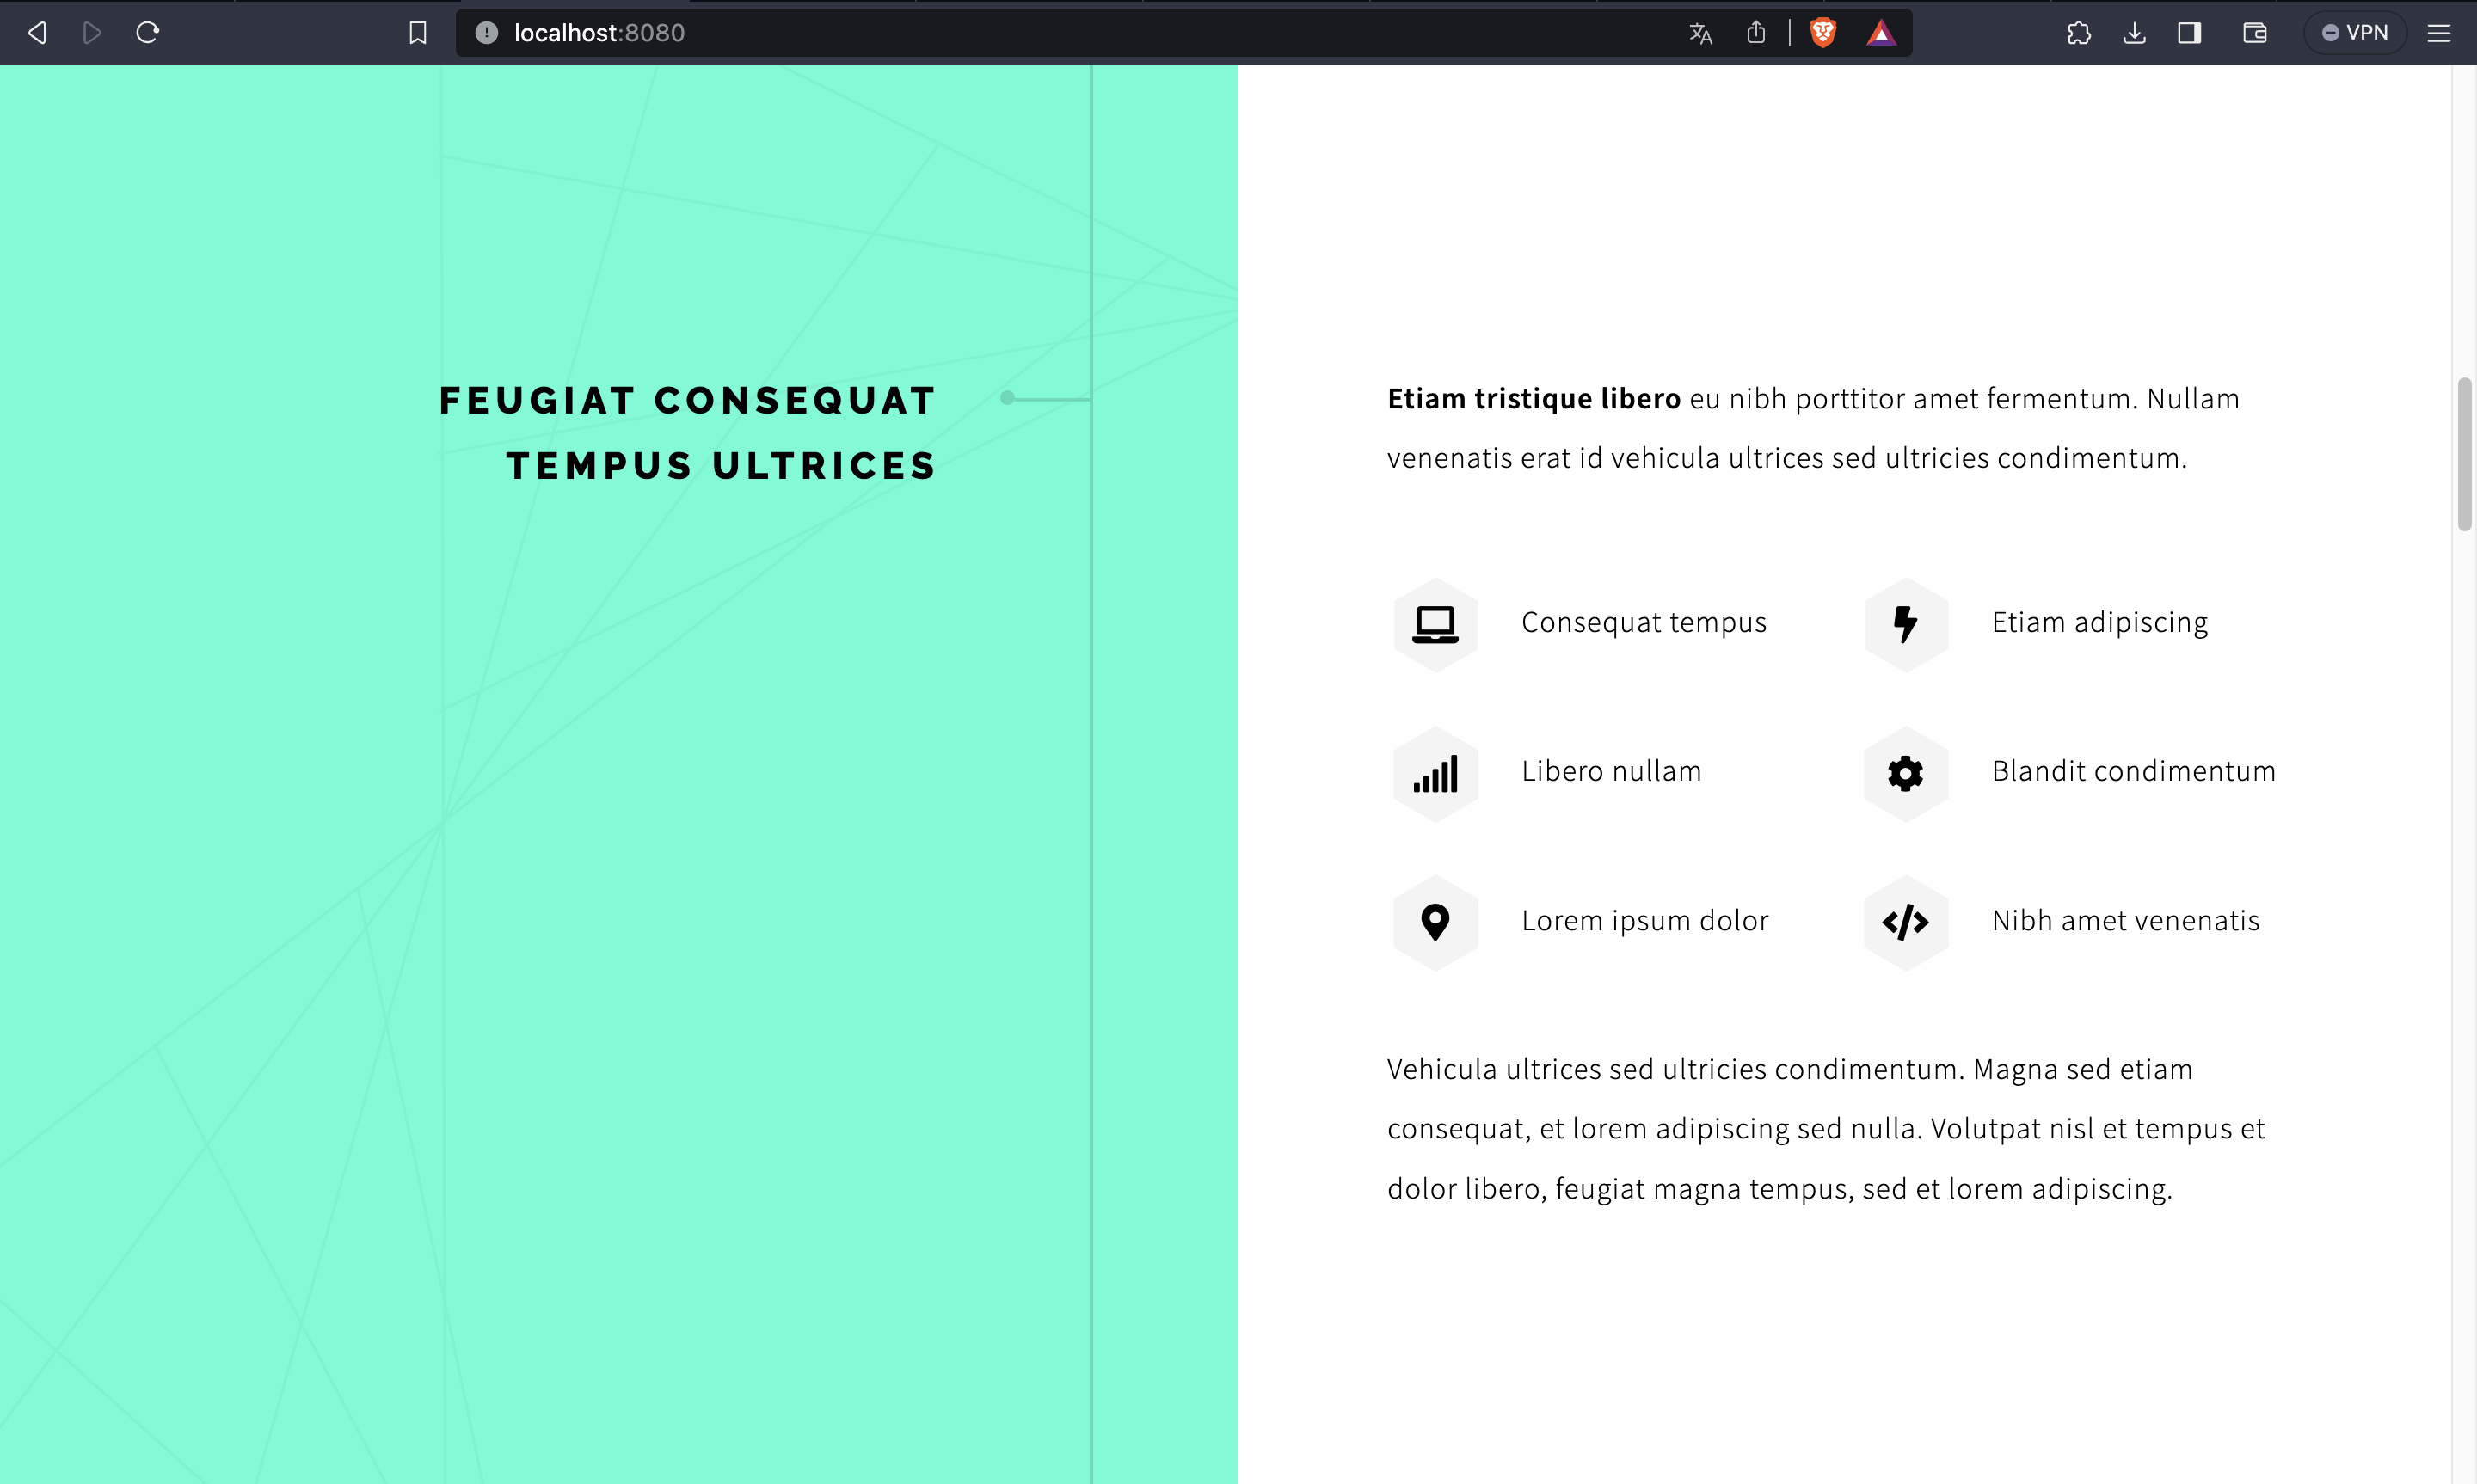 localhost:8080
VPN
FEUGIAT CONSEQUAT
TEMPUS ULTRICES
Etiam tristique libero eu nibh porttitor amet fermentum. Nullam
venenatis erat id vehicula ultrices sed ultricies condimentum.
Consequat tempus
Etiam adipiscing
Libero nullam
Blandit condimentum
Lorem ipsum dolor
Nibh amet venenatis
Vehicula ultrices sed ultricies condimentum. Magna sed etiam
consequat, et lorem adipiscing sed nulla. Volutpat nisl et tempus et
dolor libero, feugiat magna tempus, sed et lorem adipiscing.